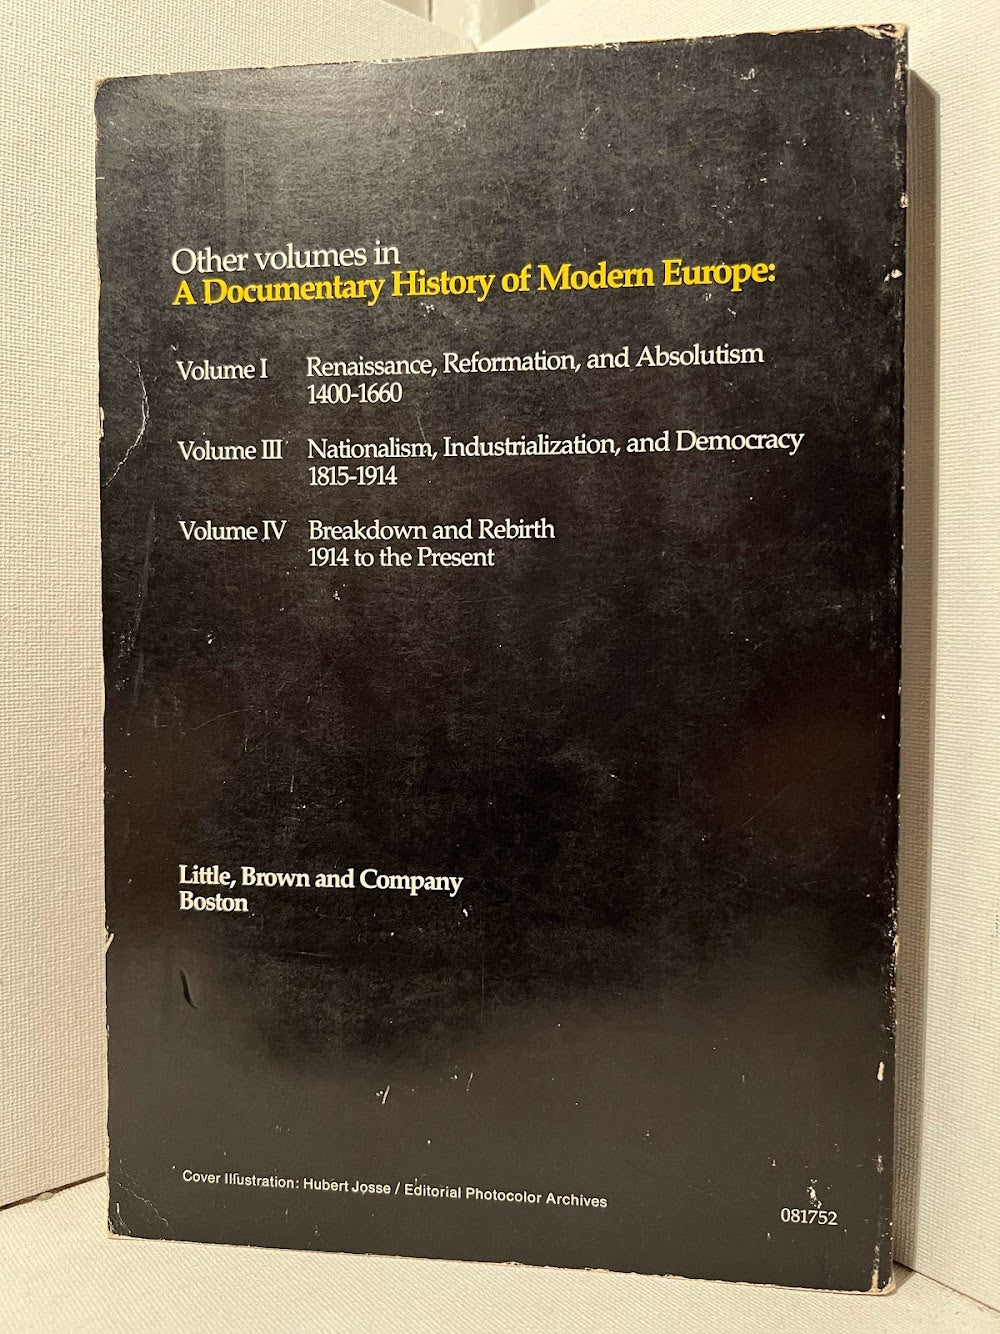 Other volumes in
A Documentary History of Modern Europe:
Volume I Renaissance, Reformation, and Absolutism
1400-1660
Volume III Nationalism, Industrialization, and Democracy
1815-1914
Volume IV Breakdown and Rebirth
1914 to the Present
Little, Brown and Company
Boston
Cover Illustration: Hubert Josse / Editorial Photocolor Archives
081752